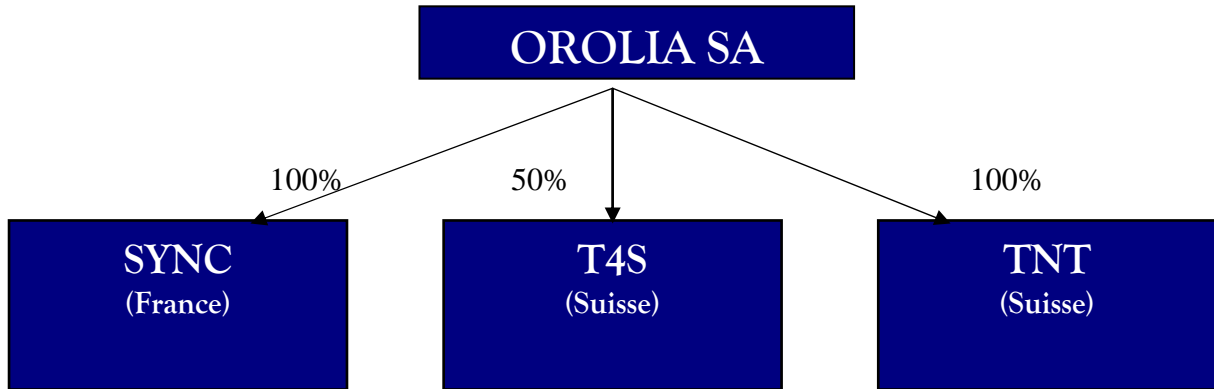 OROLIA SA
100%
50%
100%
SYNC
(France)
T4S
(Suisse)
TNT
(Suisse)